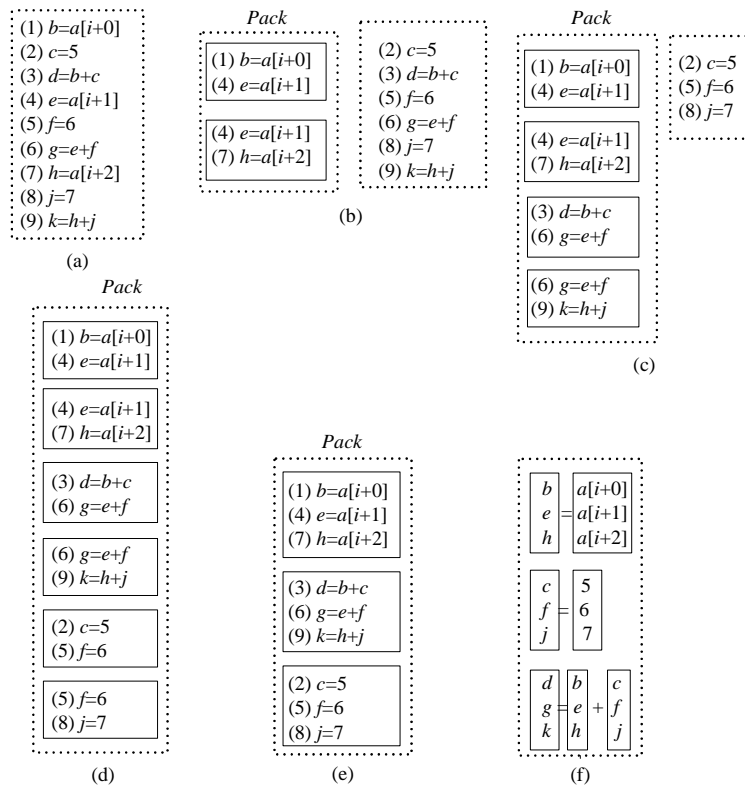 (1) b=a[i+0]
(2) c=5
(3) d=b+c
(4) e=a[i+1]
(5) f=6
(6) g=e+f
(7) h=a[i+2]
(8) j=7
(9) k=h+j
(a)
Pack
(1) b=a[i+0]
(4) e=a[i+1]
(4) e=a[i+1]
(7) h=a[i+2]
(2) c=5
(3) d=b+c
(5) f=6
(6) g=e+f
(8) j=7
(9) k=h+j
(b)
Pack
(1) b=a[i+0]
(4) e=a[i+1]
(4) e=a[i+1]
(7) h=a[i+2]
(3) d=b+c
(6) g=e+f
(6) g=e+f
(9) k=h+j
(2) c=5
(5) f=6
(8) j=7
(c)
Pack
(1) b=a[i+0]
(4) e=a[i+1]
(4) e=a[i+1]
(7) h=a[i+2]
(3) d=b+c
(6) g=e+f
(6) g=e+f
(9) k=h+j
(2) c=5
(5) f=6
(5) f=6
(8) j=7
(d)
Pack
(1) b=a[i+0]
(4) e=a[i+1]
(7) h=a[i+2]
(3) d=b+c
(6) g=e+f
(9) k=h+j
(2) c=5
(5) f=6
(8) j=7
(e)
b a[i+0]
e = a[i+1]
h a[i+2]
c 5
f = 6
j 7
d b c
g = e + f
k h j
(f)